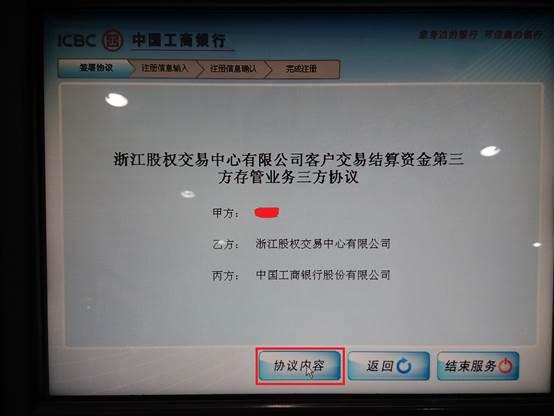 ICBC 中国工商银行
您身边的银行 可信赖的银行
签署协议 注册信息输入 注册信息确认 完成注册
浙江股权交易中心有限公司客户交易结算资金第三
方存管业务三方协议
甲方：
乙方： 浙江股权交易中心有限公司
丙方： 中国工商银行股份有限公司
协议内容 返回 结束服务